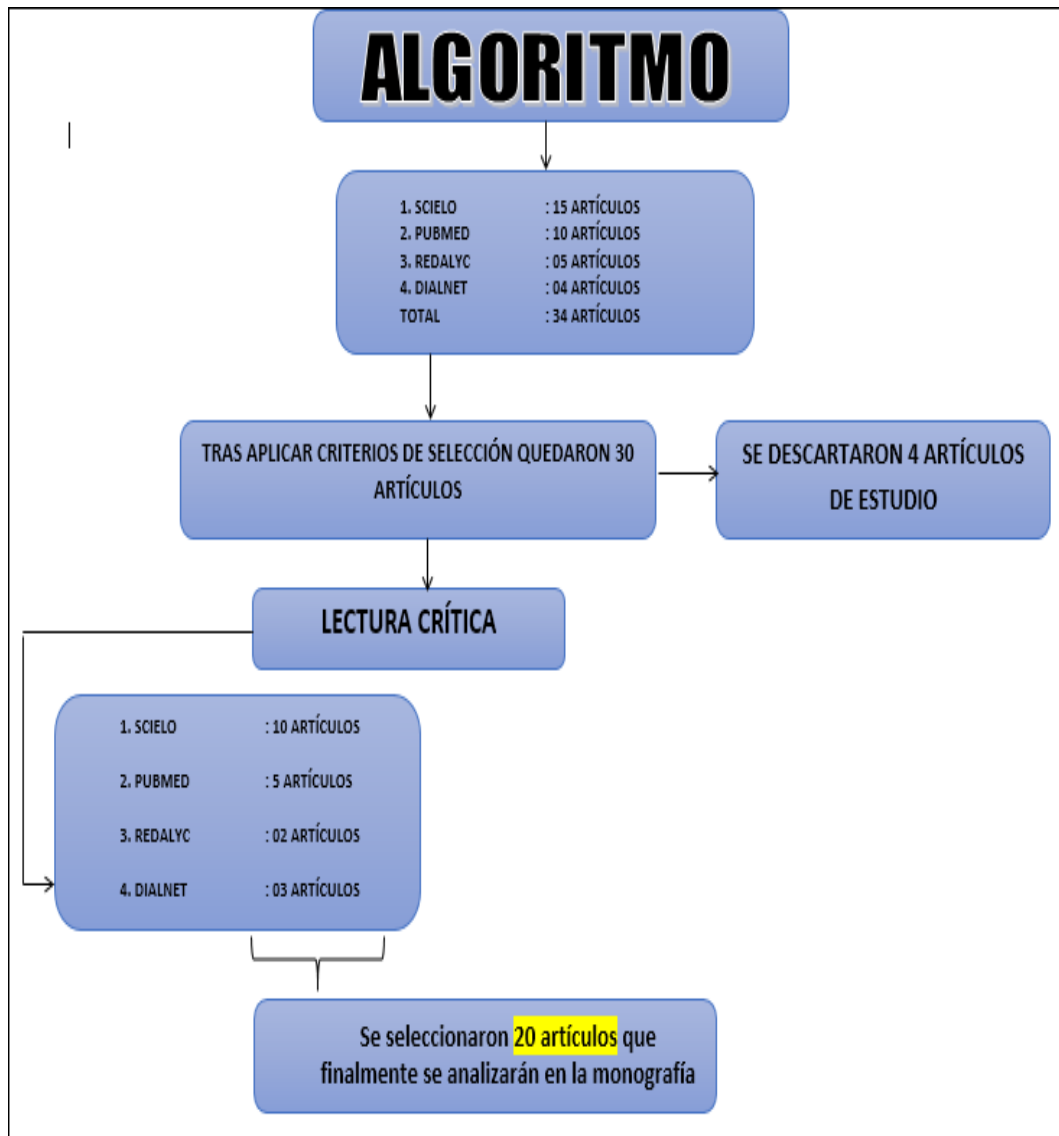 ALGORITMO
1. SCIELO : 15 ARTÍCULOS
2. PUBMED : 10 ARTÍCULOS
3. REDALYC : 05 ARTÍCULOS
4. DIALNET : 04 ARTÍCULOS
TOTAL : 34 ARTÍCULOS
TRAS APLICAR CRITERIOS DE SELECCIÓN QUEDARON 30
ARTÍCULOS
SE DESCARTARON 4 ARTÍCULOS
DE ESTUDIO
LECTURA CRÍTICA
1. SCIELO : 10 ARTÍCULOS
2. PUBMED : 5 ARTÍCULOS
3. REDALYC : 02 ARTÍCULOS
4. DIALNET : 03 ARTÍCULOS
Se seleccionaron 20 artículos que
finalmente se analizarán en la monografía